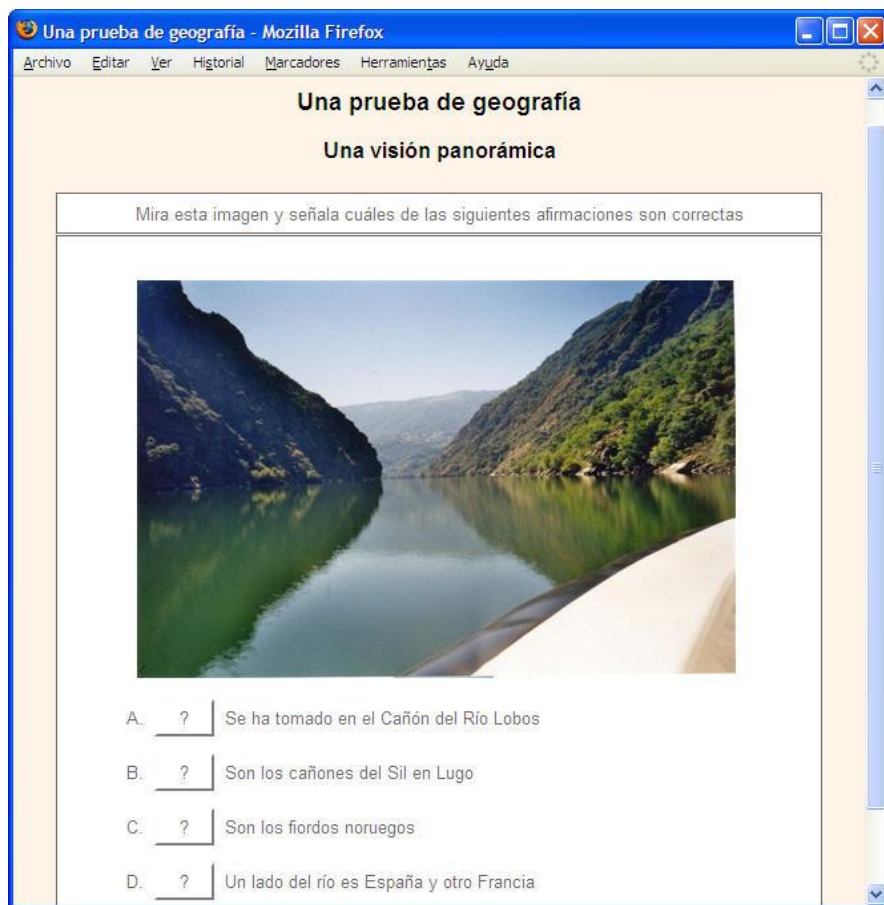 Una prueba de geografía - Mozilla Firefox
Archivo Editar Ver Historial Marcadores Herramientas Ayuda
Una prueba de geografía
Una visión panorámica
Mira esta imagen y señala cuáles de las siguientes afirmaciones son correctas
A. ? Se ha tomado en el Cañón del Río Lobos
B. ? Son los cañones del Sil en Lugo
C. ? Son los fiordos noruegos
D. ? Un lado del río es España y otro Francia